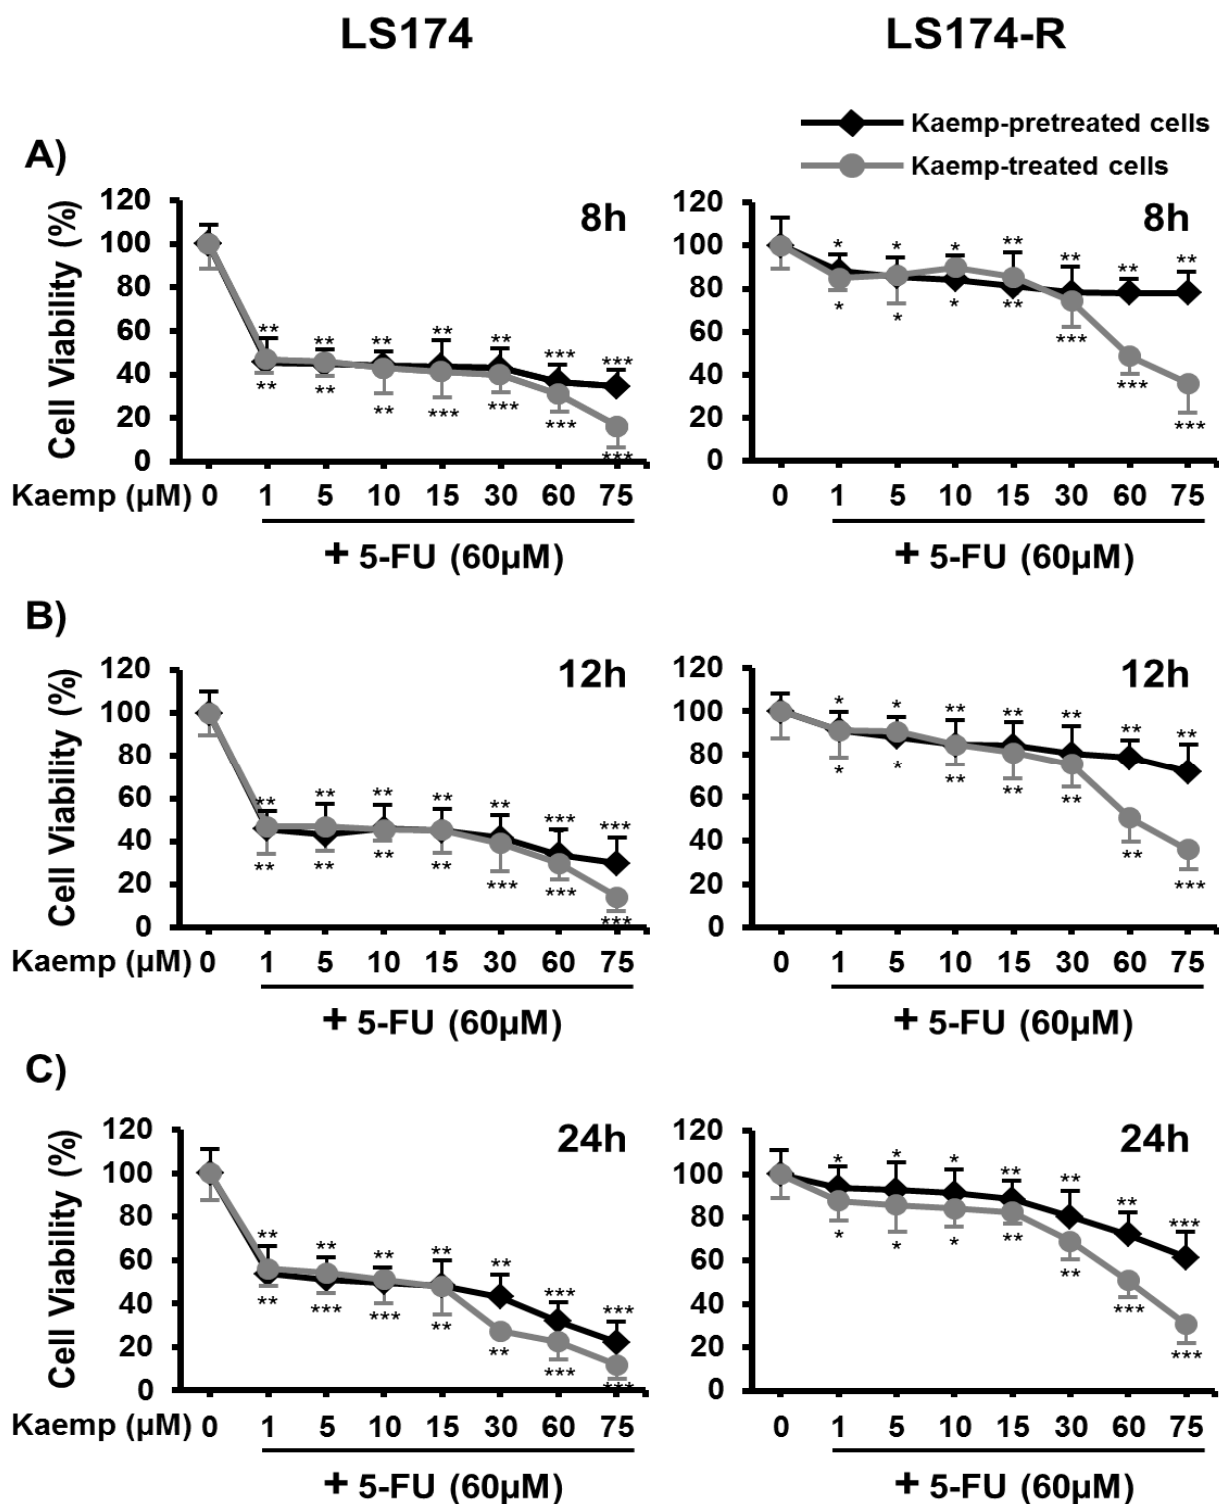 LS174 LS174-R
Kaemp-pretreated cells
Kaemp-treated cells
A)
Cell Viability (%)
120
100
80
60
40
20
0
8h
** ** ** ** ** *** ***
** ** ** *** *** *** ***
Kaemp (µM) 0 1 5 10 15 30 60 75
+ 5-FU (60µM)
120
100
80
60
40
20
0
8h
* * * ** ** ** **
* * * ** *** *** ***
0 1 5 10 15 30 60 75
+ 5-FU (60µM)
B)
Cell Viability (%)
120
100
80
60
40
20
0
12h
** ** ** ** ** *** ***
** ** ** ** *** *** ***
Kaemp (µM) 0 1 5 10 15 30 60 75
+ 5-FU (60µM)
120
100
80
60
40
20
0
12h
* * ** ** ** ** **
* * ** ** ** ** ***
0 1 5 10 15 30 60 75
+ 5-FU (60µM)
C)
Cell Viability (%)
120
100
80
60
40
20
0
24h
** ** ** ** ** *** ***
** *** *** ** ** *** ***
Kaemp (µM) 0 1 5 10 15 30 60 75
+ 5-FU (60µM)
120
100
80
60
40
20
0
24h
* * * ** ** ** ***
* * * ** ** *** ***
0 1 5 10 15 30 60 75
+ 5-FU (60µM)